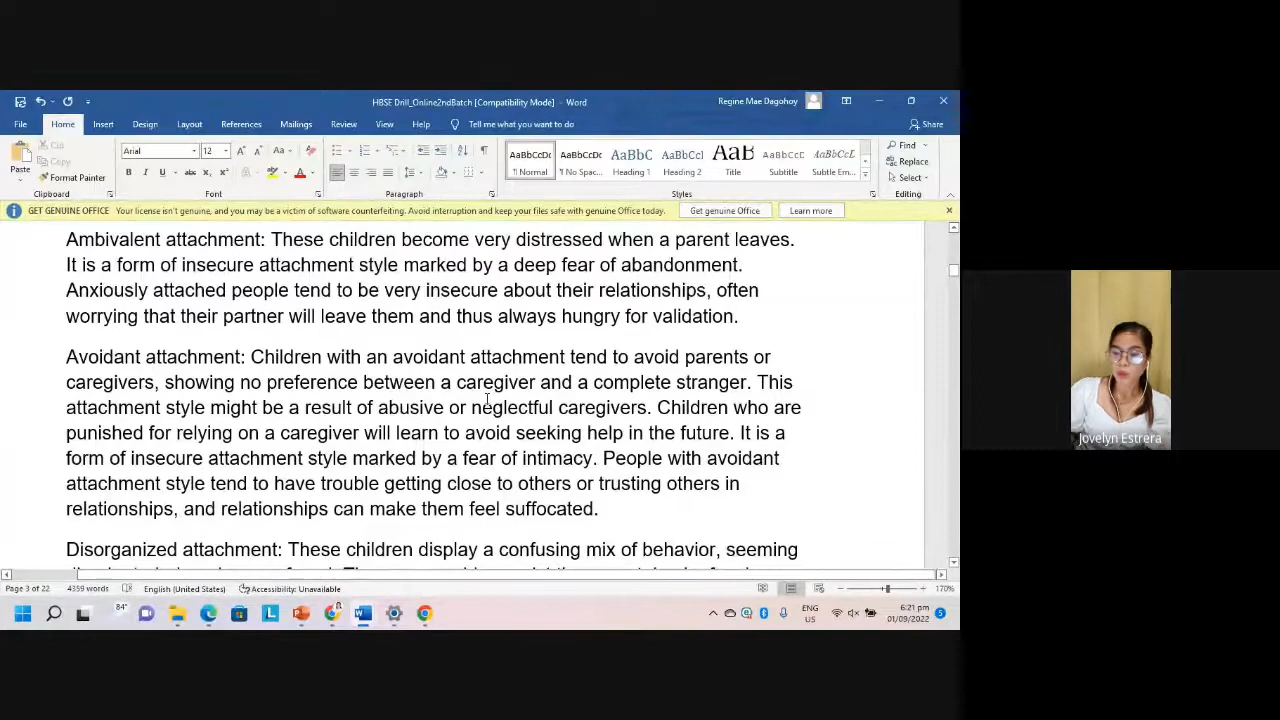 HBSE Drill_Online2ndBatch [Compatibility Mode] – Word
Regine Mae Dagohoy
File Home Insert Design Layout References Mailings Review View Help Tell me what you want to do Share
Paste
Cut
Copy
Format Painter
Clipboard
Arial 12
Font
Paragraph
AaBbCcDc AaBbCcDc AaBbC AaBbCcI AaB AaBbCcD AaBbCcL
¶ Normal ¶ No Spac... Heading 1 Heading 2 Title Subtitle Subtle Em...
Styles
Find
Replace
Select
Editing
GET GENUINE OFFICE Your license isn't genuine, and you may be a victim of software counterfeiting. Avoid interruption and keep your files safe with genuine Office today. Get genuine Office Learn more
Ambivalent attachment: These children become very distressed when a parent leaves.
It is a form of insecure attachment style marked by a deep fear of abandonment.
Anxiously attached people tend to be very insecure about their relationships, often
worrying that their partner will leave them and thus always hungry for validation.
Avoidant attachment: Children with an avoidant attachment tend to avoid parents or
caregivers, showing no preference between a caregiver and a complete stranger. This
attachment style might be a result of abusive or neglectful caregivers. Children who are
punished for relying on a caregiver will learn to avoid seeking help in the future. It is a
form of insecure attachment style marked by a fear of intimacy. People with avoidant
attachment style tend to have trouble getting close to others or trusting others in
relationships, and relationships can make them feel suffocated.
Disorganized attachment: These children display a confusing mix of behavior, seeming
Page 3 of 22 4359 words English (United States) Accessibility: Unavailable 170%
84° ENG US 6:21 pm 01/09/2022 5
Jovelyn Estrera